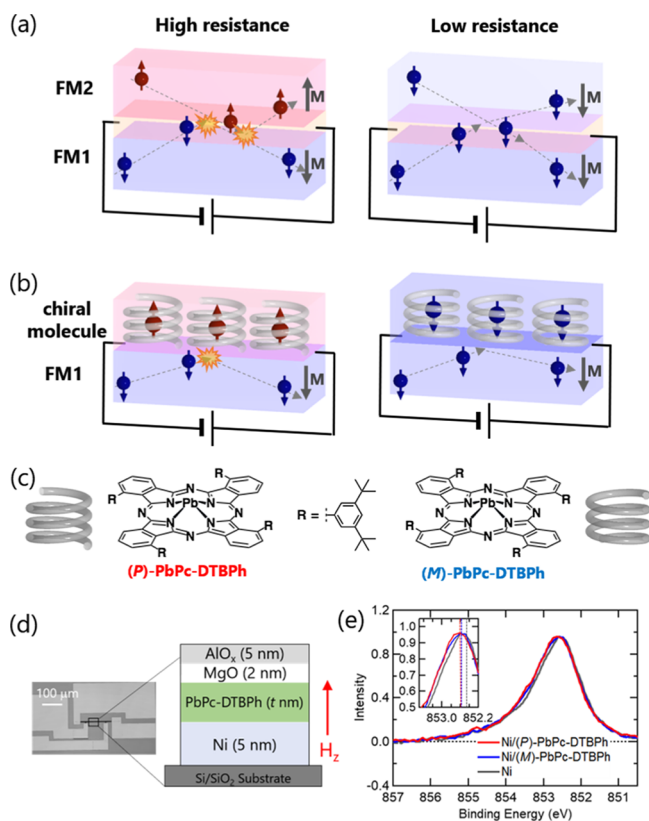 (a)
High resistance
Low resistance
FM2
M
M
FM1
M
M
(b)
chiral
molecule
FM1
M
M
(c)
R
R
N
N
N
N
Pb
N
N
N
N
R
R
(P)-PbPc-DTBPh
R =
R
R
N
N
N
N
Pb
N
N
N
N
R
R
(M)-PbPc-DTBPh
(d)
100 μm
AlOx (5 nm)
MgO (2 nm)
PbPc-DTBPh (t nm)
Ni (5 nm)
Si/SiO2 Substrate
Hz
(e)
Intensity
1.2
0.8
0.4
0.0
-0.4
1.0
0.9
0.8
0.7
0.6
0.5
853.0
852.2
Ni/(P)-PbPc-DTBPh
Ni/(M)-PbPc-DTBPh
Ni
857 856 855 854 853 852 851
Binding Energy (eV)